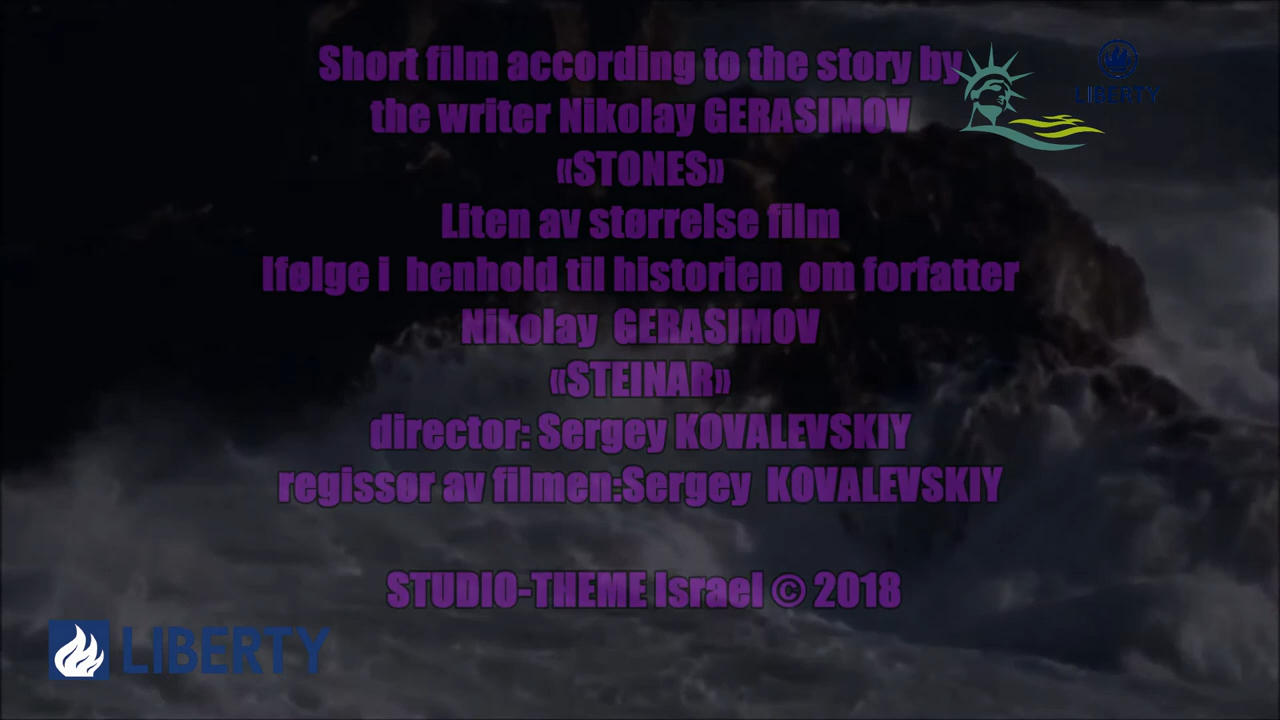 Short film according to the story by
the writer Nikolay GERASIMOV
«STONES»
Liten av størrelse film
Ifølge i henhold til historien om forfatter
Nikolay GERASIMOV
«STEINAR»
director: Sergey KOVALEVSKIY
regissør av filmen:Sergey KOVALEVSKIY
STUDIO-THEME Israel © 2018
LIBERTY
LIBERTY